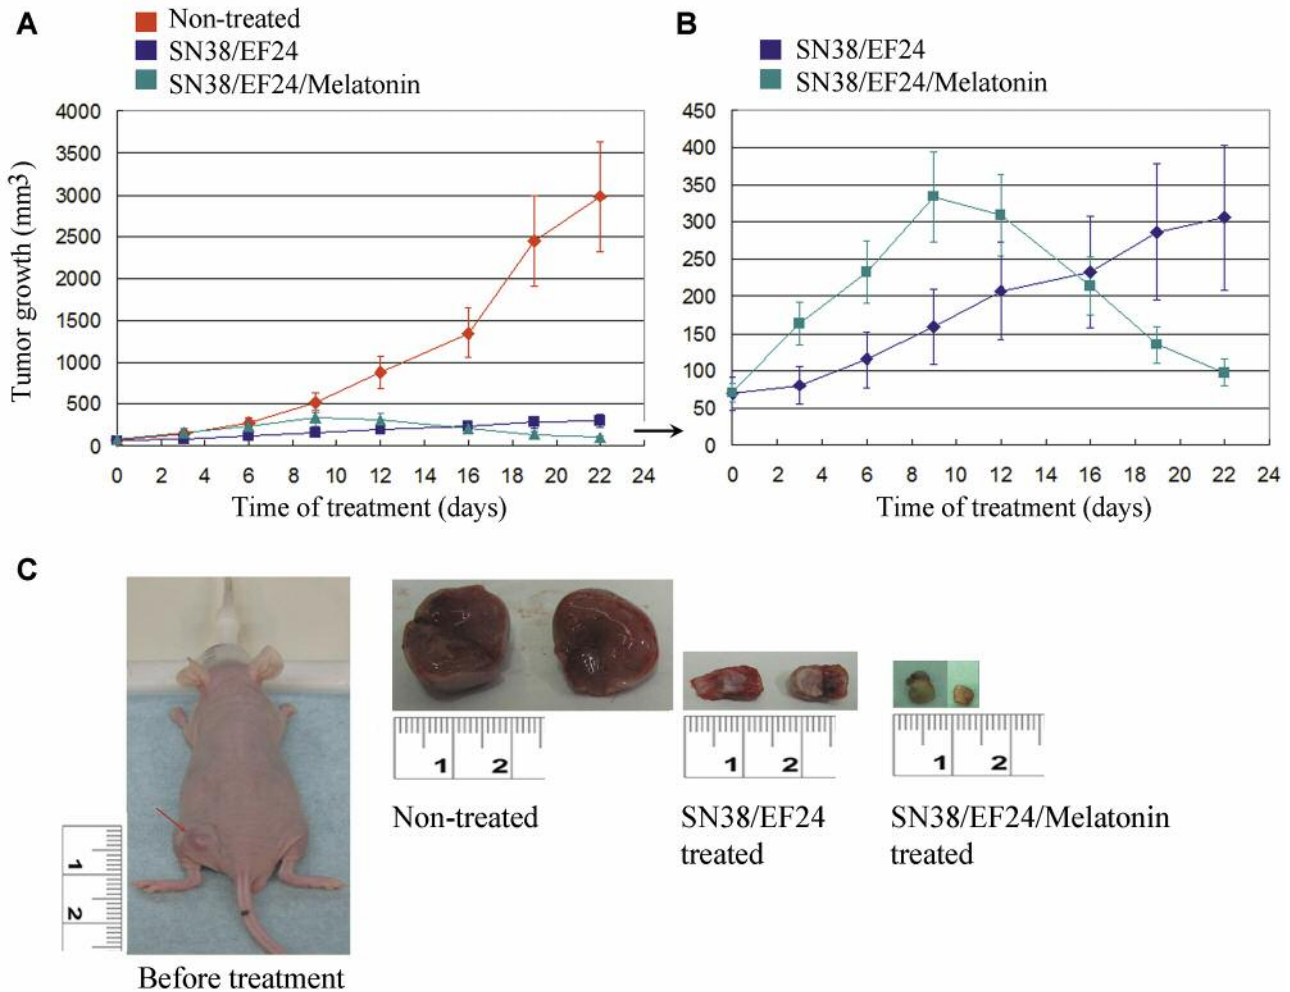 A
Non-treated
SN38/EF24
SN38/EF24/Melatonin
4000
3500
3000
2500
2000
1500
1000
500
0
Tumor growth (mm3)
0 2 4 6 8 10 12 14 16 18 20 22 24
Time of treatment (days)
B
SN38/EF24
SN38/EF24/Melatonin
450
400
350
300
250
200
150
100
50
0
0 2 4 6 8 10 12 14 16 18 20 22 24
Time of treatment (days)
C
1
2
Before treatment
1 2
Non-treated
1 2
SN38/EF24
treated
1 2
SN38/EF24/Melatonin
treated